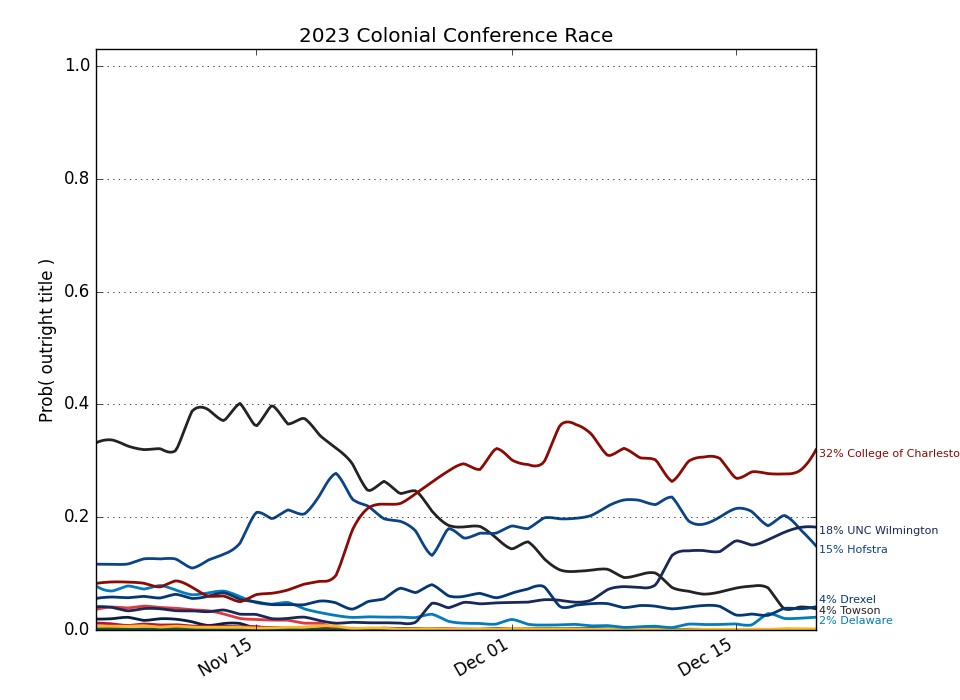 2023 Colonial Conference Race
1.0
0.8
0.6
0.4
0.2
0.0
Prob( outright title )
Nov 15
Dec 01
Dec 15
32% College of Charlesto
18% UNC Wilmington
15% Hofstra
4% Drexel
4% Towson
2% Delaware